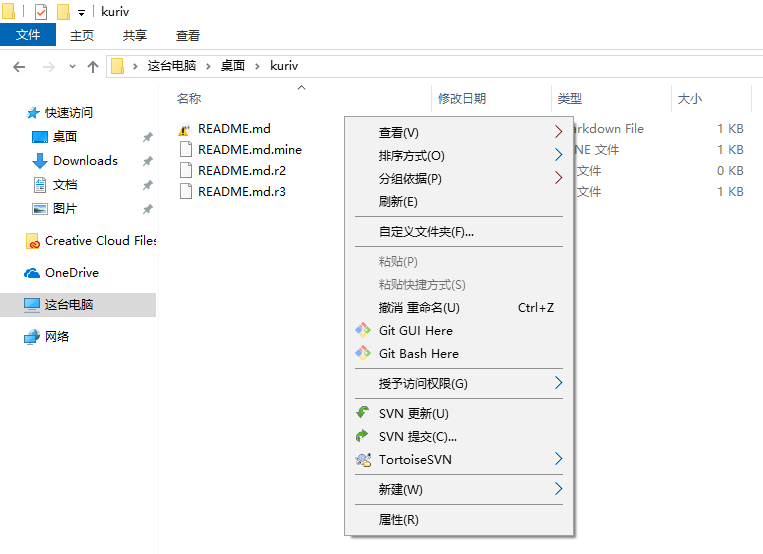 kuriv
文件 主页 共享 查看
这台电脑 桌面 kuriv
名称 修改日期 类型 大小
快速访问
桌面
Downloads
文档
图片
Creative Cloud Files
OneDrive
这台电脑
网络
README.md arkdown File 1 KB
README.md.mine NE 文件 1 KB
README.md.r2 文件 0 KB
README.md.r3 文件 1 KB
查看(V)
排序方式(O)
分组依据(P)
刷新(E)
自定义文件夹(F)...
粘贴(P)
粘贴快捷方式(S)
撤消 重命名(U) Ctrl+Z
Git GUI Here
Git Bash Here
授予访问权限(G)
SVN 更新(U)
SVN 提交(C)...
TortoiseSVN
新建(W)
属性(R)